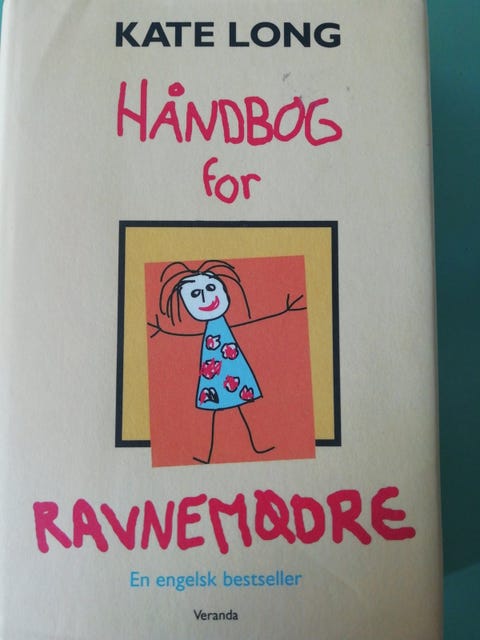 KATE LONG
HÅNDBOG
for
RAVNEMØDRE
En engelsk bestseller
Veranda